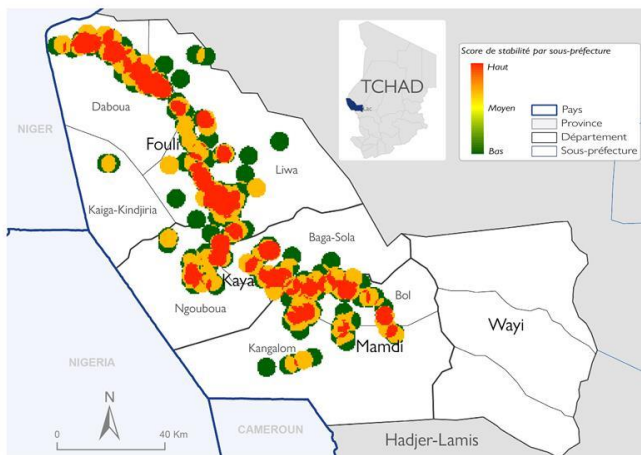 TCHAD
Lac
Score de stabilité par sous-préfecture
Haut
Moyen
Bas
Pays
Province
Département
Sous-préfecture
Daboua
NIGER
Fouli
Liwa
Kaiga-Kindjiria
Baga-Sola
Kaya
Bol
Ngouboua
Wayi
Kangalom
Mamdi
NIGERIA
N
CAMEROUN
Hadjer-Lamis
0 40 Km